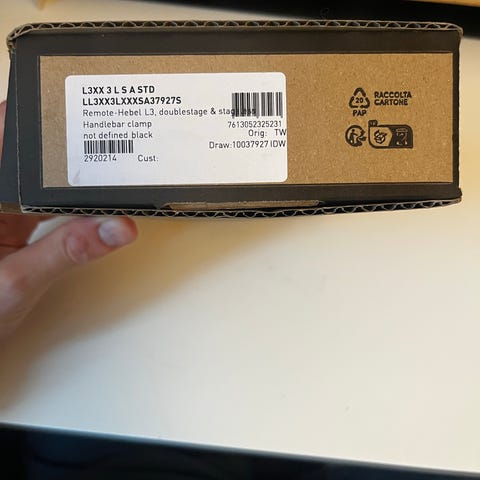 L3XX 3 L S A STD
LL3XX3LXXXSA37927S
Remote-Hebel L3, doublestage &
Handlebar clamp
7613052325231
not defined black
Orig: TW
Draw:10037927 IDW
2920214
Cust:
20
PAP
RACCOLTA
CARTONE